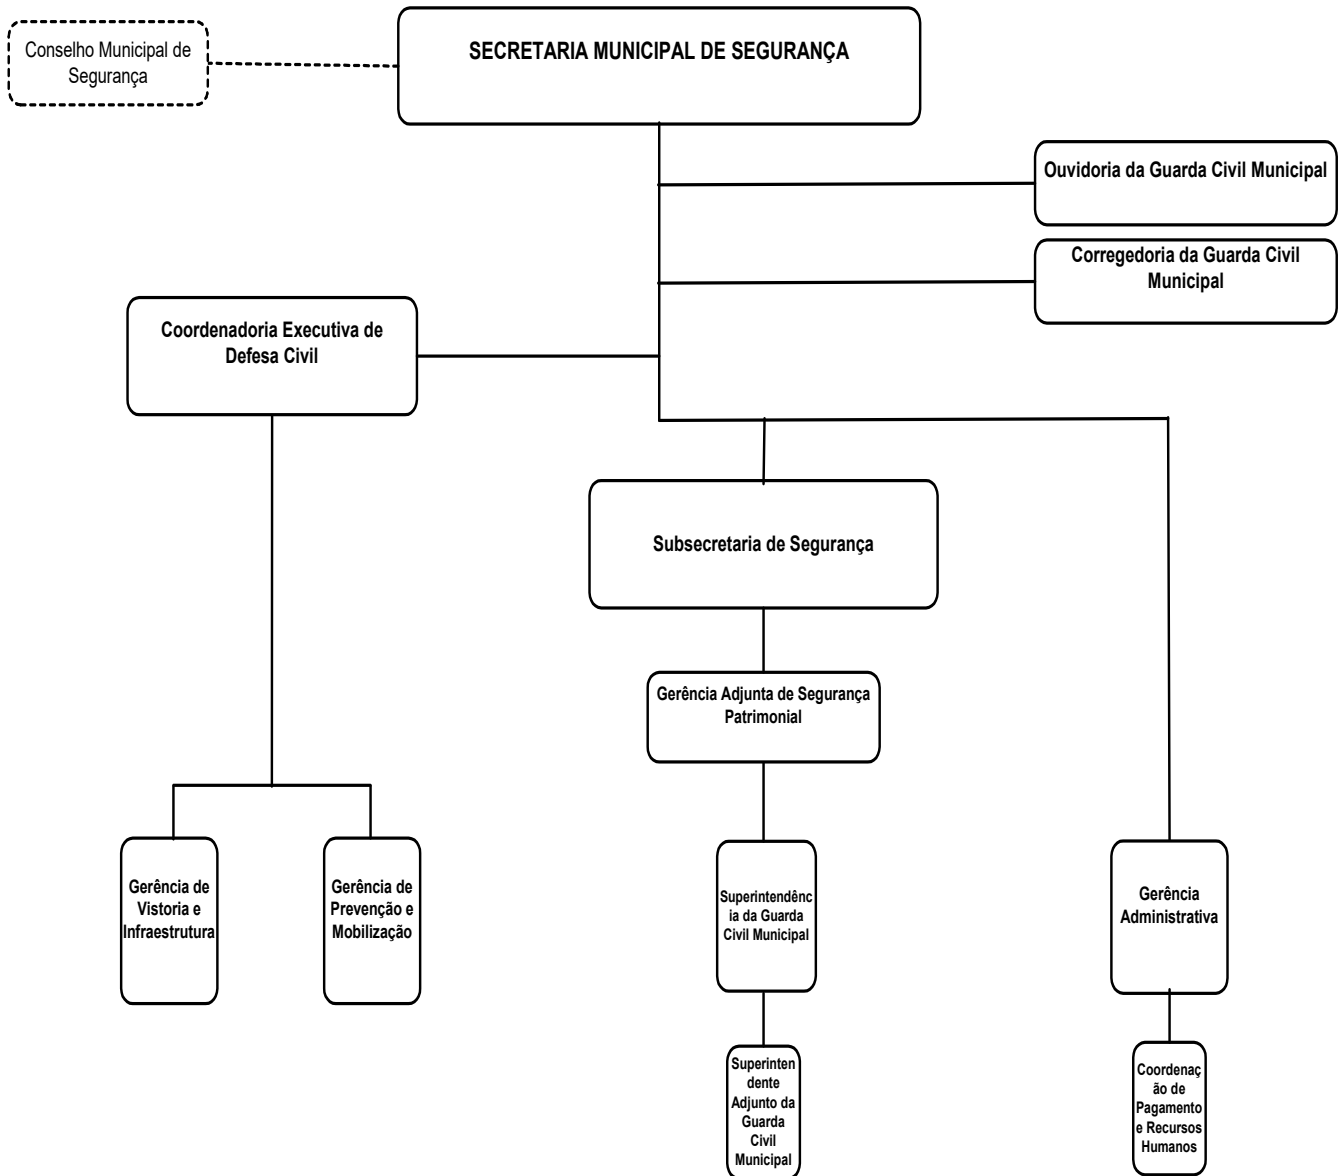 Conselho Municipal de
Segurança
SECRETARIA MUNICIPAL DE SEGURANÇA
Ouvidoria da Guarda Civil Municipal
Corregedoria da Guarda Civil
Municipal
Coordenadoria Executiva de
Defesa Civil
Subsecretaria de Segurança
Gerência Adjunta de Segurança
Patrimonial
Gerência de
Vistoria e
Infraestrutura
Gerência de
Prevenção e
Mobilização
Superintendênc
ia da Guarda
Civil Municipal
Gerência
Administrativa
Superinten
dente
Adjunto da
Guarda
Civil
Municipal
Coordenaç
ão de
Pagamento
e Recursos
Humanos